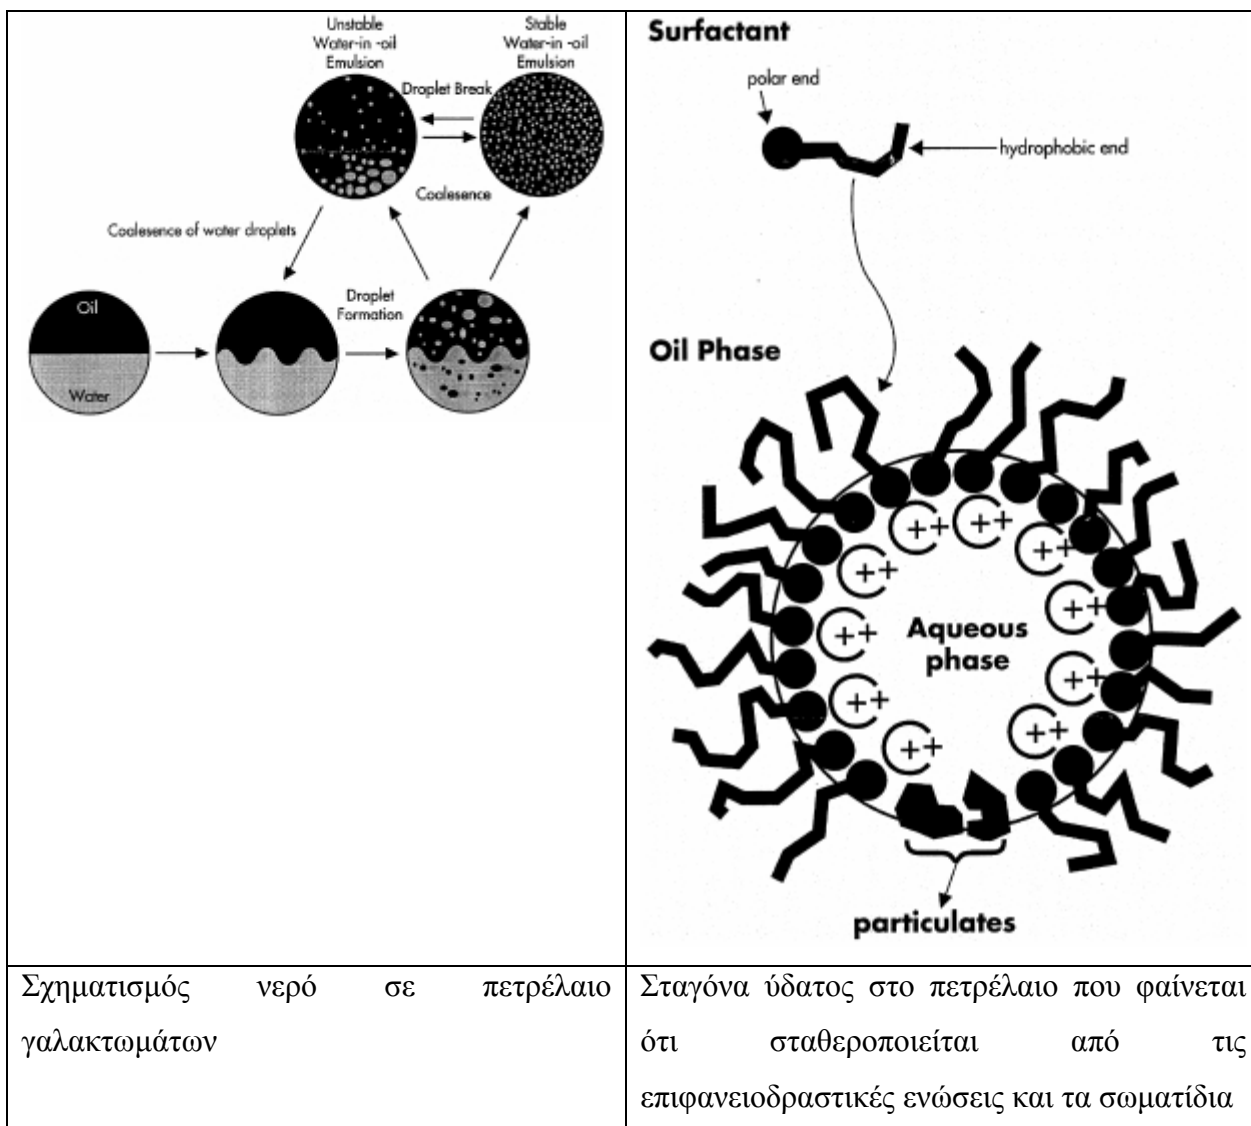 Unstable
Water-in -oil
Emulsion
Stable
Water-in -oil
Emulsion
Droplet Break
Coalesence
Coalesence of water droplets
Droplet
Formation
Oil
Water
Surfactant
polar end
hydrophobic end
Oil Phase
++
++
++
++
++
++
++
++
++
++
++
Aqueous
phase
particulates
Σχηματισμός νερό σε πετρέλαιο
γαλακτωμάτων
Σταγόνα ύδατος στο πετρέλαιο που φαίνεται
ότι σταθεροποιείται από τις
επιφανειοδραστικές ενώσεις και τα σωματίδια